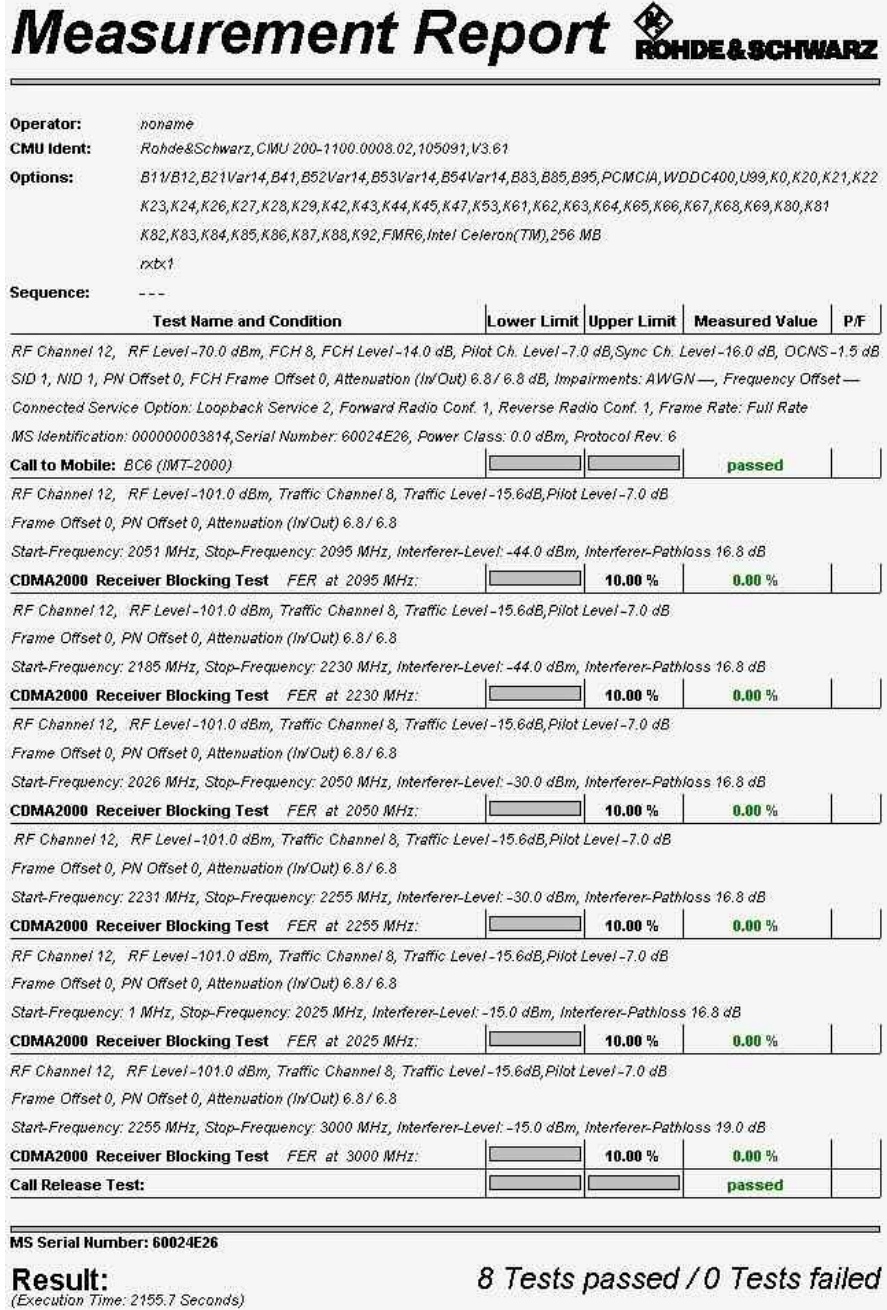 Measurement Report
ROHDE&SCHWARZ
Operator: noname
CMU Ident: Rohde&Schwarz,CMU 200-1100.0008.02,105091,V3.61
Options: B11/B12,B21Var14,B41,B52Var14,B53Var14,B54Var14,B83,B85,B95,PCMCIA,WDDC400,U99,K0,K20,K21,K22
K23,K24,K26,K27,K28,K29,K42,K43,K44,K45,K47,K53,K61,K62,K63,K64,K65,K66,K67,K68,K69,K80,K81
K82,K83,K84,K85,K86,K87,K88,K92,FMR6,Intel Celeron(TM),256 MB
rxtx1
Sequence: ---
Test Name and Condition Lower Limit Upper Limit Measured Value P/F
RF Channel 12, RF Level -70.0 dBm, FCH 8, FCH Level -14.0 dB, Pilot Ch. Level -7.0 dB,Sync Ch. Level -16.0 dB, OCNS -1.5 dB
SID 1, NID 1, PN Offset 0, FCH Frame Offset 0, Attenuation (In/Out) 6.8 / 6.8 dB, Impairments: AWGN ---, Frequency Offset ---
Connected Service Option: Loopback Service 2, Forward Radio Conf. 1, Reverse Radio Conf. 1, Frame Rate: Full Rate
MS Identification: 000000003814,Serial Number: 60024E26, Power Class: 0.0 dBm, Protocol Rev. 6
Call to Mobile: BC6 (IMT-2000) passed
RF Channel 12, RF Level -101.0 dBm, Traffic Channel 8, Traffic Level -15.6dB,Pilot Level -7.0 dB
Frame Offset 0, PN Offset 0, Attenuation (In/Out) 6.8 / 6.8
Start-Frequency: 2051 MHz, Stop-Frequency: 2095 MHz, Interferer-Level: -44.0 dBm, Interferer-Pathloss 16.8 dB
CDMA2000 Receiver Blocking Test FER at 2095 MHz: 10.00 % 0.00 %
RF Channel 12, RF Level -101.0 dBm, Traffic Channel 8, Traffic Level -15.6dB,Pilot Level -7.0 dB
Frame Offset 0, PN Offset 0, Attenuation (In/Out) 6.8 / 6.8
Start-Frequency: 2185 MHz, Stop-Frequency: 2230 MHz, Interferer-Level: -44.0 dBm, Interferer-Pathloss 16.8 dB
CDMA2000 Receiver Blocking Test FER at 2230 MHz: 10.00 % 0.00 %
RF Channel 12, RF Level -101.0 dBm, Traffic Channel 8, Traffic Level -15.6dB,Pilot Level -7.0 dB
Frame Offset 0, PN Offset 0, Attenuation (In/Out) 6.8 / 6.8
Start-Frequency: 2026 MHz, Stop-Frequency: 2050 MHz, Interferer-Level: -30.0 dBm, Interferer-Pathloss 16.8 dB
CDMA2000 Receiver Blocking Test FER at 2050 MHz: 10.00 % 0.00 %
RF Channel 12, RF Level -101.0 dBm, Traffic Channel 8, Traffic Level -15.6dB,Pilot Level -7.0 dB
Frame Offset 0, PN Offset 0, Attenuation (In/Out) 6.8 / 6.8
Start-Frequency: 2231 MHz, Stop-Frequency: 2255 MHz, Interferer-Level: -30.0 dBm, Interferer-Pathloss 16.8 dB
CDMA2000 Receiver Blocking Test FER at 2255 MHz: 10.00 % 0.00 %
RF Channel 12, RF Level -101.0 dBm, Traffic Channel 8, Traffic Level -15.6dB,Pilot Level -7.0 dB
Frame Offset 0, PN Offset 0, Attenuation (In/Out) 6.8 / 6.8
Start-Frequency: 1 MHz, Stop-Frequency: 2025 MHz, Interferer-Level: -15.0 dBm, Interferer-Pathloss 16.8 dB
CDMA2000 Receiver Blocking Test FER at 2025 MHz: 10.00 % 0.00 %
RF Channel 12, RF Level -101.0 dBm, Traffic Channel 8, Traffic Level -15.6dB,Pilot Level -7.0 dB
Frame Offset 0, PN Offset 0, Attenuation (In/Out) 6.8 / 6.8
Start-Frequency: 2255 MHz, Stop-Frequency: 3000 MHz, Interferer-Level: -15.0 dBm, Interferer-Pathloss 19.0 dB
CDMA2000 Receiver Blocking Test FER at 3000 MHz: 10.00 % 0.00 %
Call Release Test: passed
MS Serial Number: 60024E26
Result: 8 Tests passed / 0 Tests failed
(Execution Time: 2155.7 Seconds)